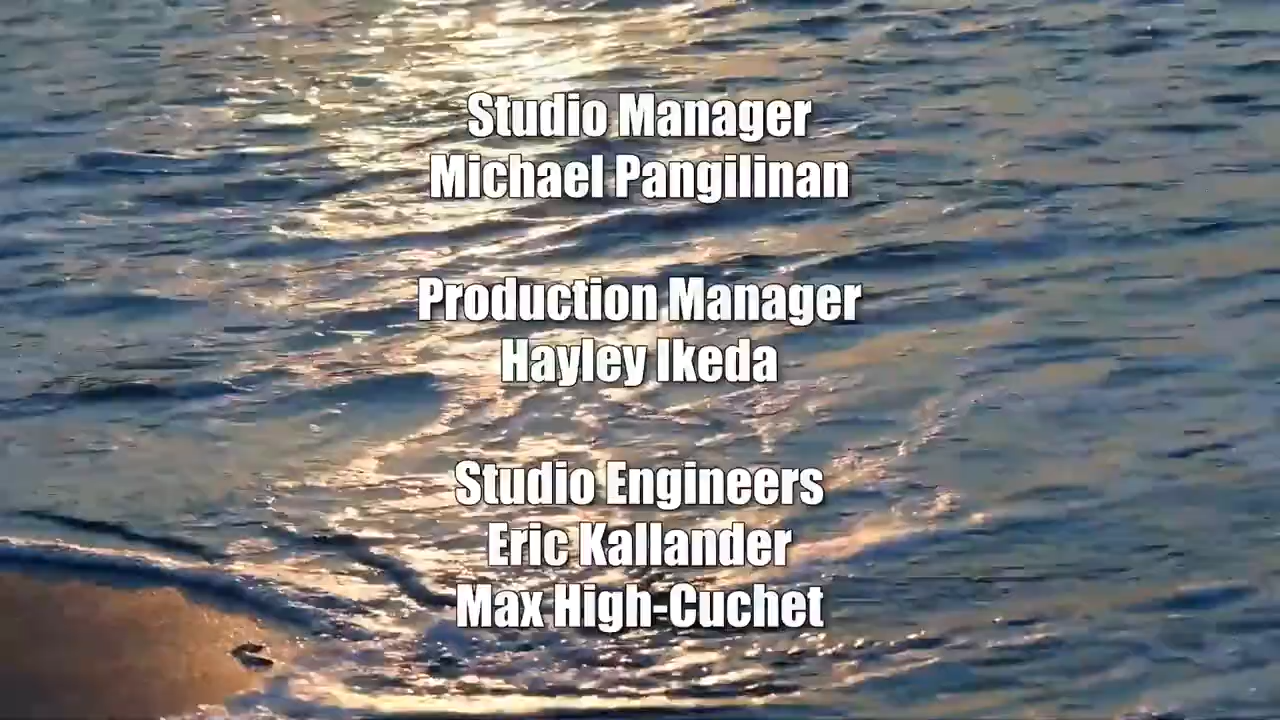 Studio Manager
Michael Pangilinan
Production Manager
Hayley Ikeda
Studio Engineers
Eric Kallander
Max High-Cuchet